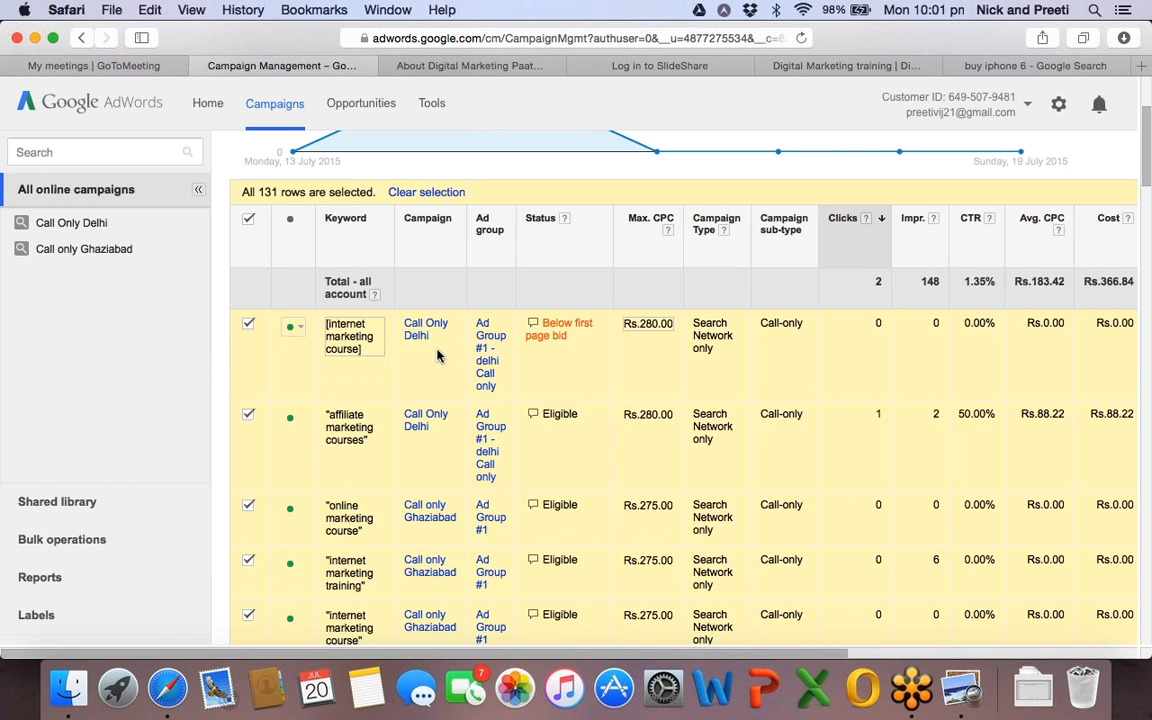 Safari File Edit View History Bookmarks Window Help 98% Mon 10:01 pm Nick and Preeti
adwords.google.com/cm/CampaignMgmt?authuser=0&__u=4877275534&__c=
My meetings | GoToMeeting Campaign Management – Go... About Digital Marketing Paat... Log in to SlideShare Digital Marketing training | Di... buy iphone 6 - Google Search
Google AdWords Home Campaigns Opportunities Tools Customer ID: 649-507-9481
preetivij21@gmail.com
Search
0
Monday, 13 July 2015 Sunday, 19 July 2015
All online campaigns «
Call Only Delhi
Call only Ghaziabad
Shared library
Bulk operations
Reports
Labels
All 131 rows are selected. Clear selection
Keyword Campaign Ad Status ? Max. CPC Campaign Campaign Clicks ? Impr. ? CTR ? Avg. CPC Cost ?
group ? Type ? sub-type ?
Total - all 2 148 1.35% Rs.183.42 Rs.366.84
account ?
[internet Call Only Ad Below first Rs.280.00 Search Call-only 0 0 0.00% Rs.0.00 Rs.0.00
marketing Delhi Group page bid Network
course] #1 - only
delhi
Call
only
"affiliate Call Only Ad Eligible Rs.280.00 Search Call-only 1 2 50.00% Rs.88.22 Rs.88.22
marketing Delhi Group Network
courses" #1 - only
delhi
Call
only
"online Call only Ad Eligible Rs.275.00 Search Call-only 0 0 0.00% Rs.0.00 Rs.0.00
marketing Ghaziabad Group Network
course" #1 only
"internet Call only Ad Eligible Rs.275.00 Search Call-only 0 6 0.00% Rs.0.00 Rs.0.00
marketing Ghaziabad Group Network
training" #1 only
"internet Call only Ad Eligible Rs.275.00 Search Call-only 0 0 0.00% Rs.0.00 Rs.0.00
marketing Ghaziabad Group Network
course" #1 only
JUL
20
7